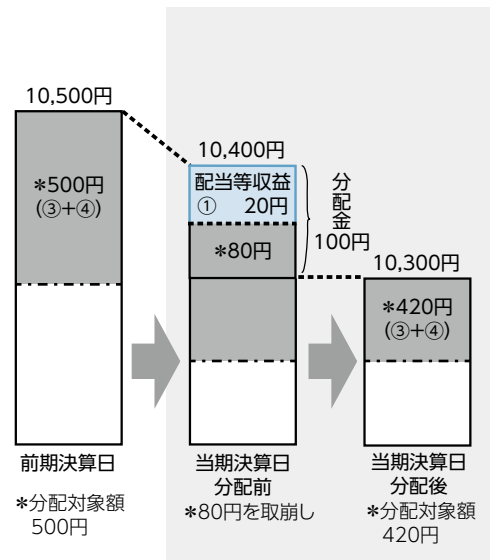 10,500円
*500円
(③+④)
前期決算日
*分配対象額
500円
10,400円
配当等収益
① 20円
*80円
分配金
100円
当期決算日
分配前
*80円を取崩し
10,300円
*420円
(③+④)
当期決算日
分配後
*分配対象額
420円